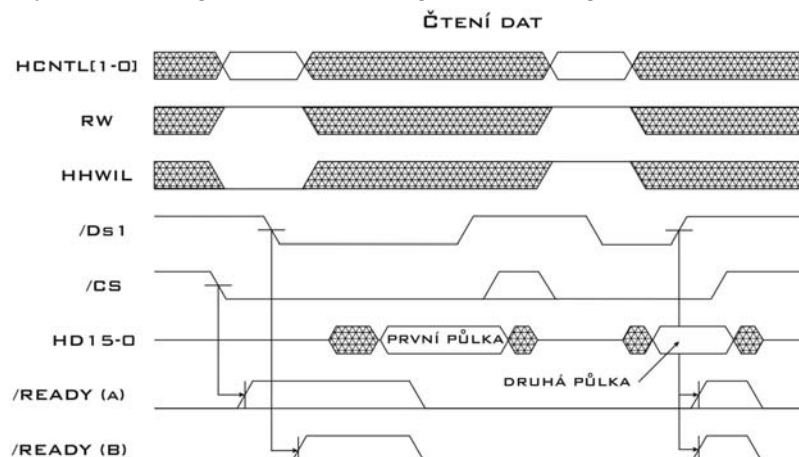 ČTENÍ DAT
HCNTL[1-0]
RW
HHWIL
/DS1
/CS
HD15-0
PRVNÍ PŮLKA
DRUHÁ PŮLKA
/READY (A)
/READY (B)